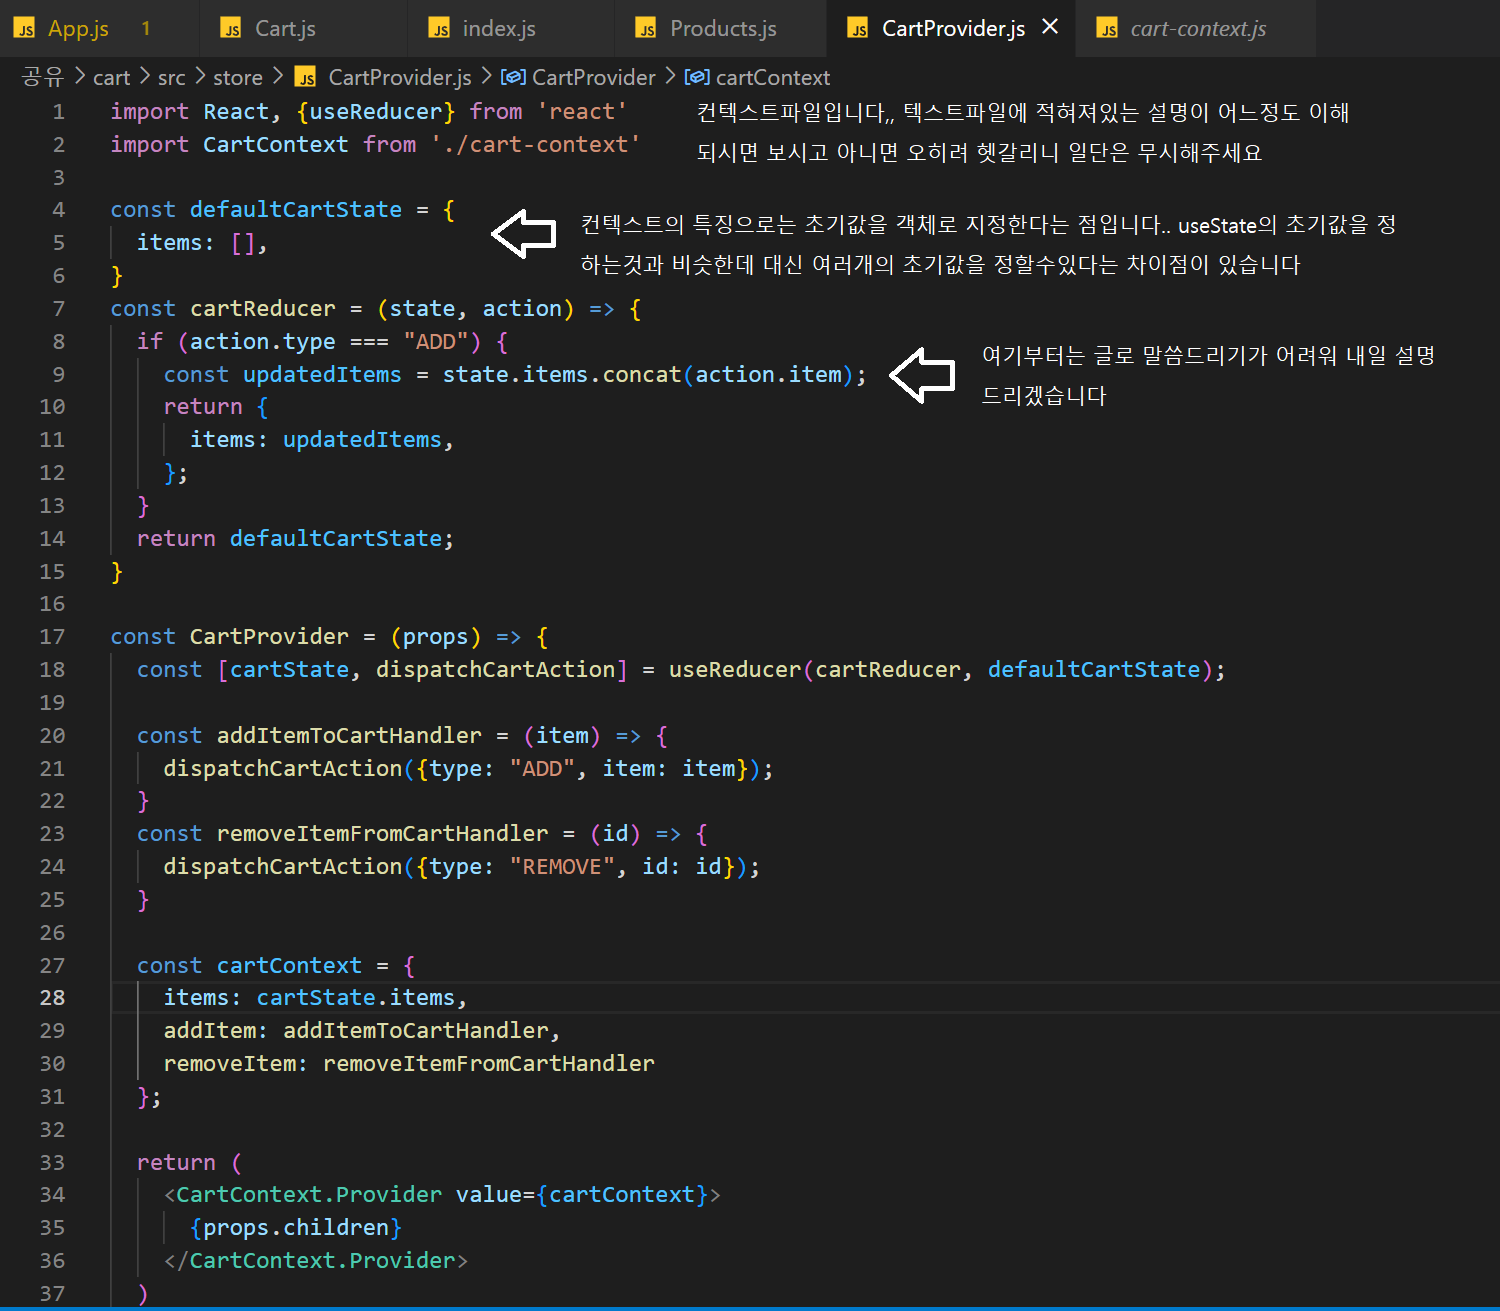 JS App.js 1 JS Cart.js JS index.js JS Products.js JS CartProvider.js × JS cart-context.js
공유 > cart > src > store > JS CartProvider.js > CartProvider > cartContext
1 import React, {useReducer} from 'react'
컨텍스트파일입니다,, 텍스트파일에 적혀져있는 설명이 어느정도 이해
2 import CartContext from './cart-context'
되시면 보시고 아니면 오히려 헷갈리니 일단은 무시해주세요
3
4 const defaultCartState = {
컨텍스트의 특징으로는 초기값을 객체로 지정한다는 점입니다.. useState의 초기값을 정
5 items: [],
하는것과 비슷한데 대신 여러개의 초기값을 정할수있다는 차이점이 있습니다
6 }
7 const cartReducer = (state, action) => {
8 if (action.type === "ADD") {
여기부터는 글로 말씀드리기가 어려워 내일 설명
9 const updatedItems = state.items.concat(action.item);
드리겠습니다
10 return {
11 items: updatedItems,
12 };
13 }
14 return defaultCartState;
15 }
16
17 const CartProvider = (props) => {
18 const [cartState, dispatchCartAction] = useReducer(cartReducer, defaultCartState);
19
20 const addItemToCartHandler = (item) => {
21 dispatchCartAction({type: "ADD", item: item});
22 }
23 const removeItemFromCartHandler = (id) => {
24 dispatchCartAction({type: "REMOVE", id: id});
25 }
26
27 const cartContext = {
28 items: cartState.items,
29 addItem: addItemToCartHandler,
30 removeItem: removeItemFromCartHandler
31 };
32
33 return (
34 <CartContext.Provider value={cartContext}>
35 {props.children}
36 </CartContext.Provider>
37 )